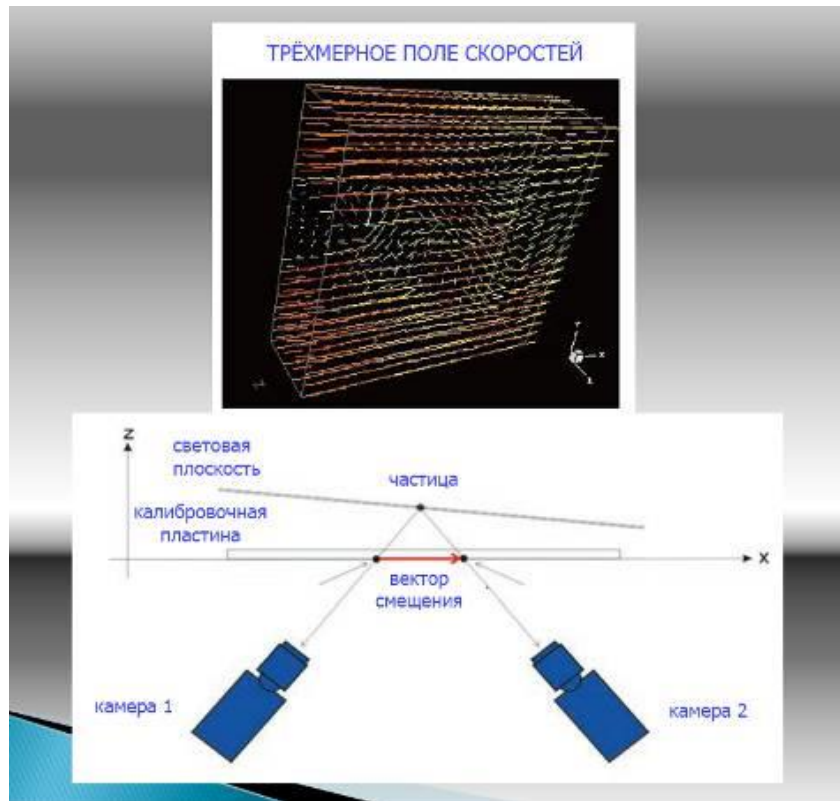 ТРЁХМЕРНОЕ ПОЛЕ СКОРОСТЕЙ
Y
X
Z
Z
световая
плоскость
частица
калибровочная
пластина
X
вектор
смещения
камера 1
камера 2